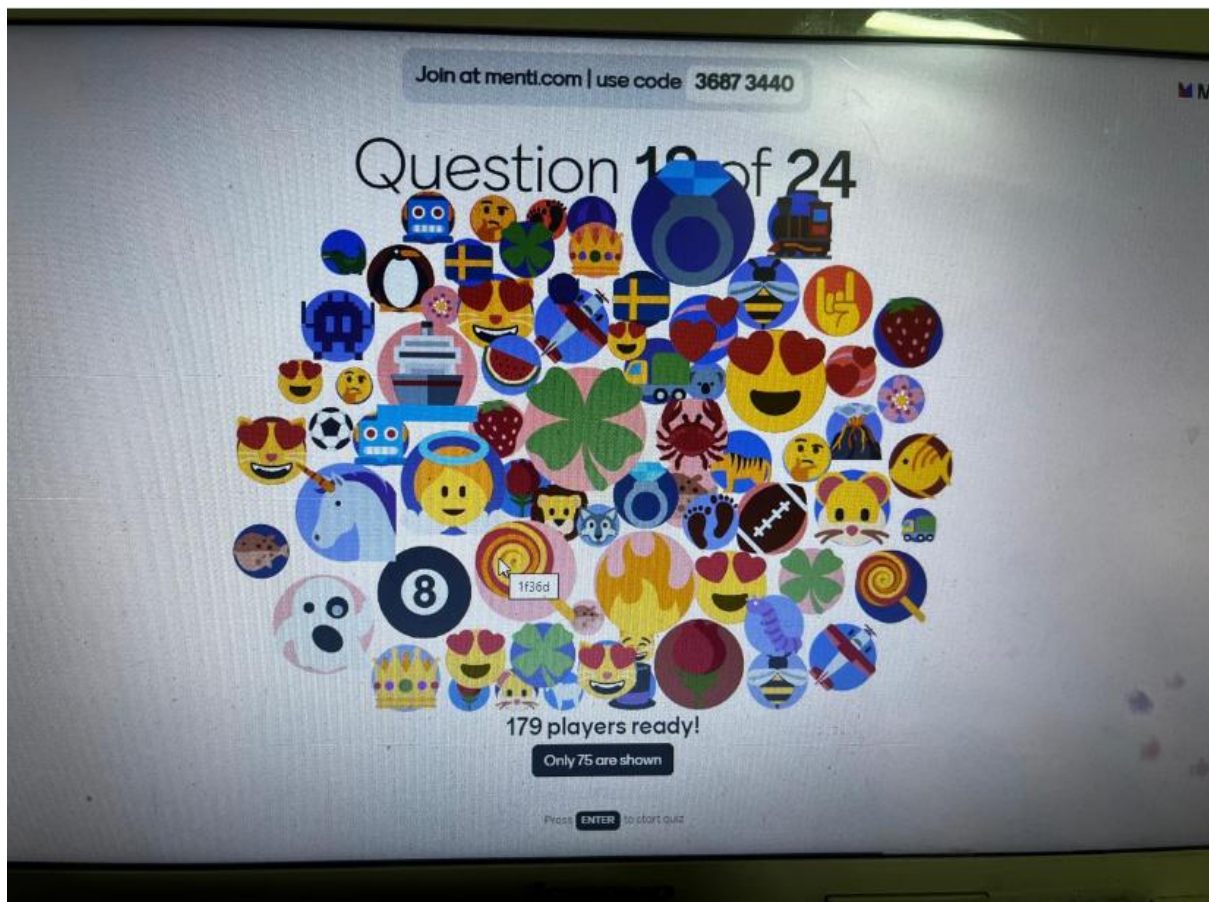 Join at menti.com | use code 3687 3440
M
Question of 24
8
1f36d
179 players ready!
Only 75 are shown
Press ENTER to start quiz